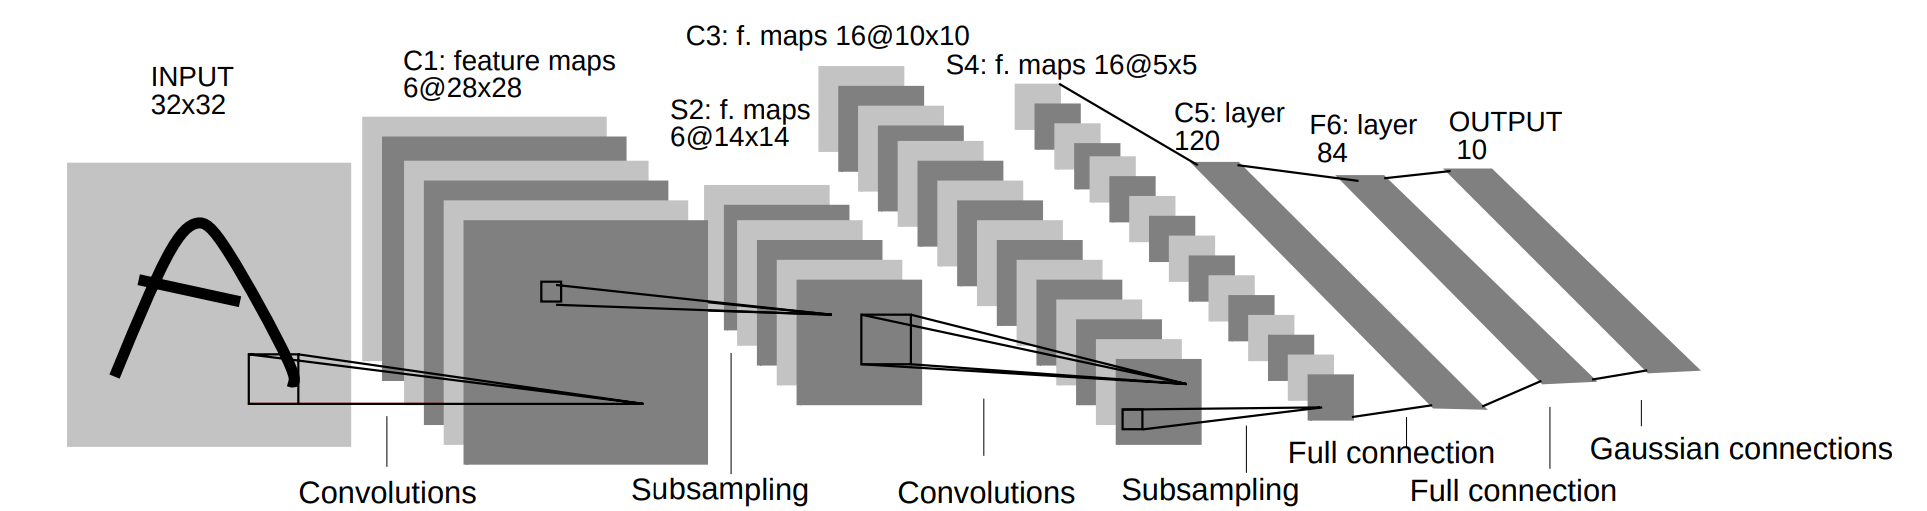 INPUT
32x32
C1: feature maps
6@28x28
S2: f. maps
6@14x14
C3: f. maps 16@10x10
S4: f. maps 16@5x5
C5: layer
120
F6: layer
84
OUTPUT
10
Convolutions
Subsampling
Convolutions
Subsampling
Full connection
Full connection
Gaussian connections